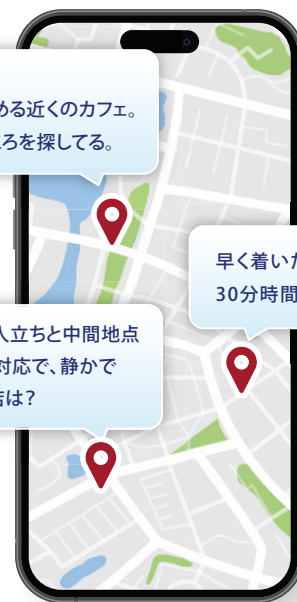 める近くのカフェ。
ろを探してる。
早く着いた
30分時間
人立ちと中間地点
対応で、静かで
店は？